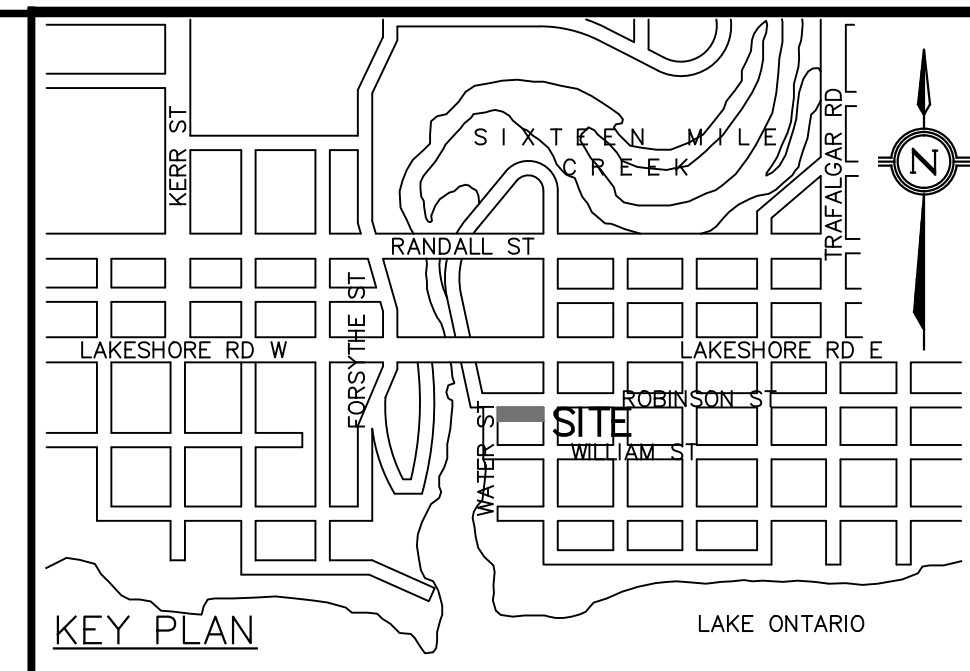 SIXTEEN MILE
CREEK
KERR ST
TRAFALGAR RD
N
RANDALL ST
FORSYTHE ST
LAKESHORE RD W
LAKESHORE RD E
ROBINSON ST
SITE
WILLIAM ST
WATER ST
KEY PLAN
LAKE ONTARIO